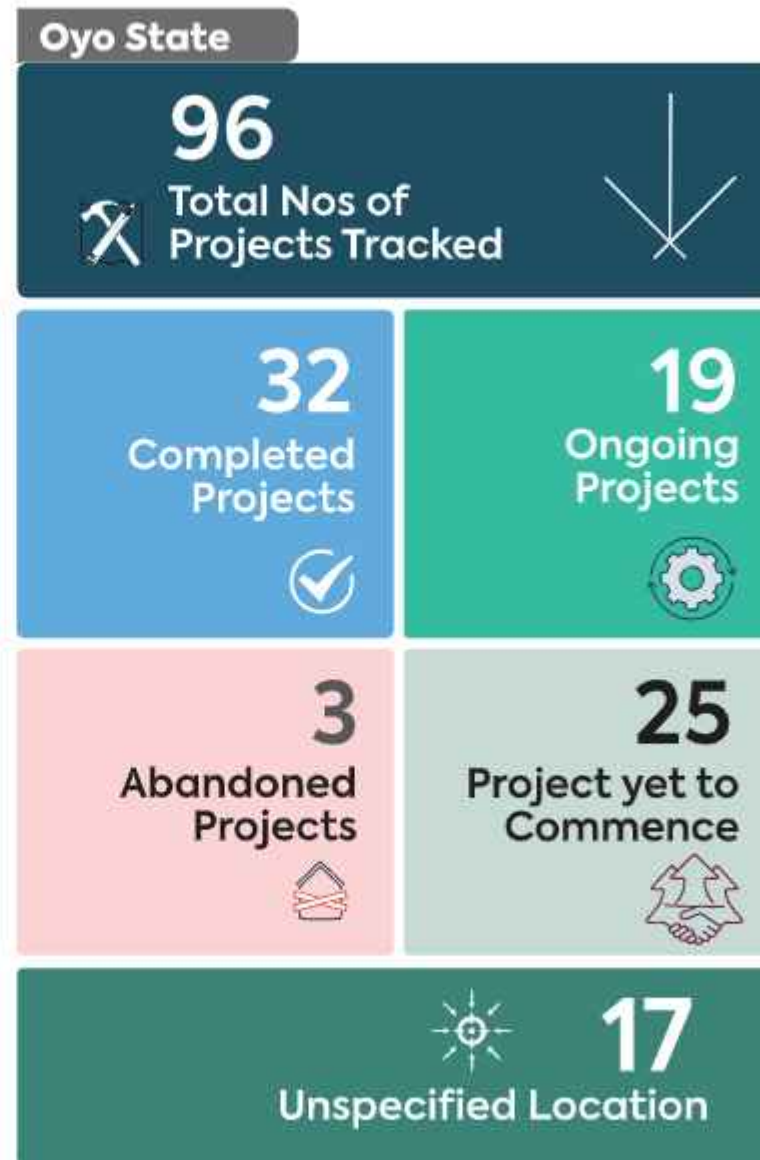 Oyo State
96
Total Nos of
Projects Tracked
32
Completed
Projects
19
Ongoing
Projects
3
Abandoned
Projects
25
Project yet to
Commence
17
Unspecified Location